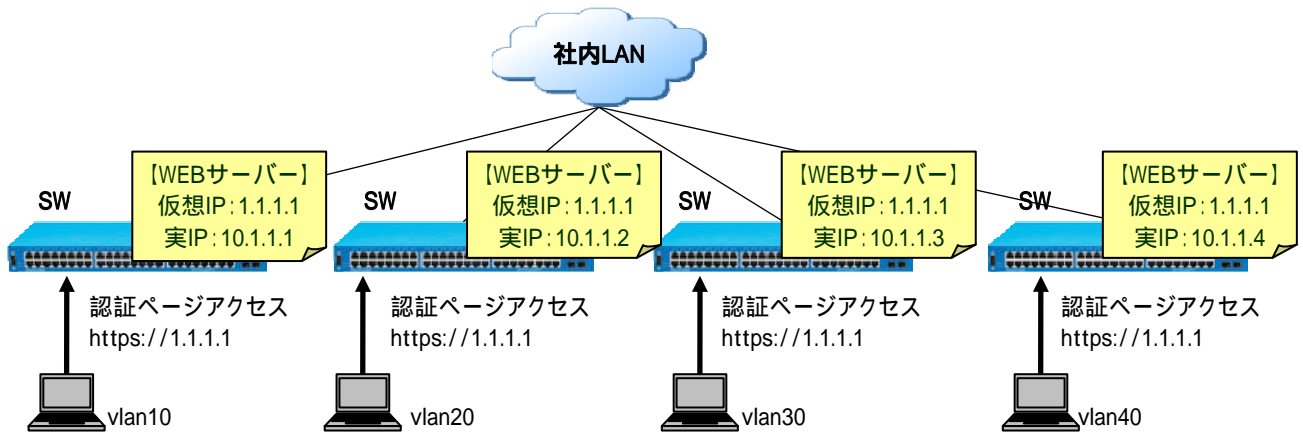 社内LAN
【WEBサーバー】
仮想IP:1.1.1.1
実IP:10.1.1.1
【WEBサーバー】
仮想IP:1.1.1.1
実IP:10.1.1.2
【WEBサーバー】
仮想IP:1.1.1.1
実IP:10.1.1.3
【WEBサーバー】
仮想IP:1.1.1.1
実IP:10.1.1.4
SW
SW
SW
SW
認証ページアクセス
https://1.1.1.1
認証ページアクセス
https://1.1.1.1
認証ページアクセス
https://1.1.1.1
認証ページアクセス
https://1.1.1.1
vlan10
vlan20
vlan30
vlan40